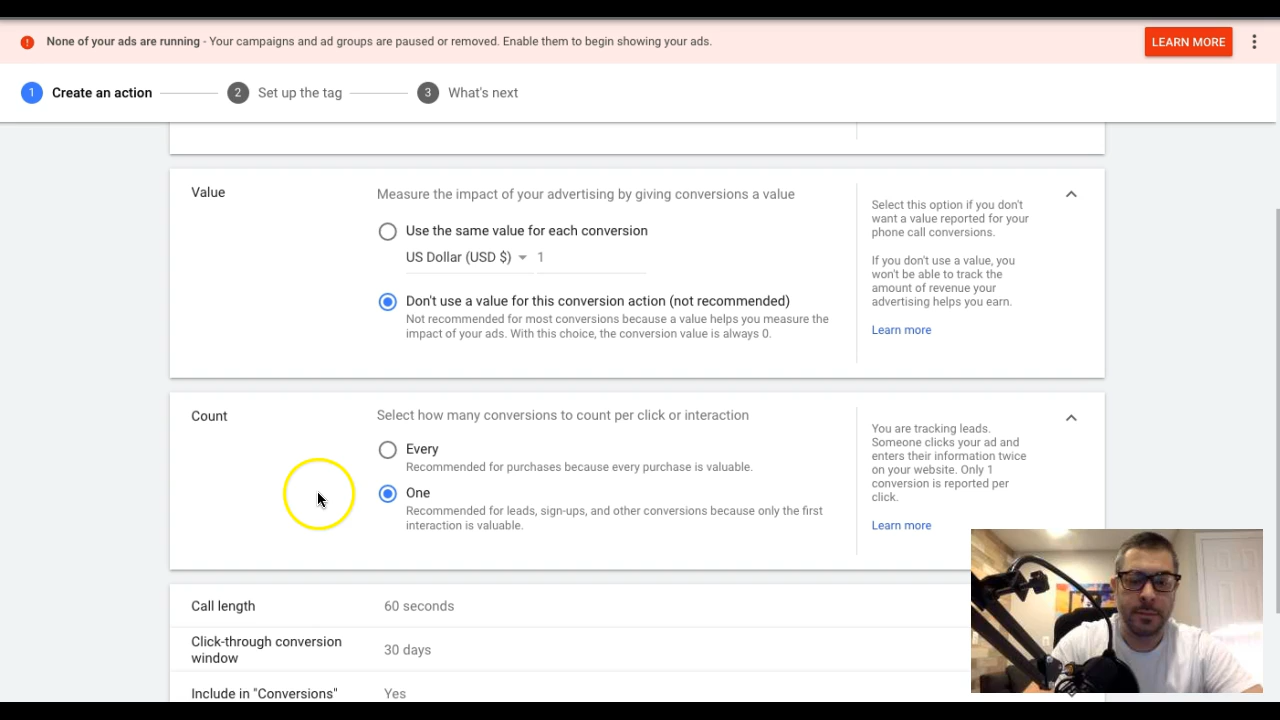 None of your ads are running - Your campaigns and ad groups are paused or removed. Enable them to begin showing your ads.
LEARN MORE
1 Create an action
2 Set up the tag
3 What's next
Value
Measure the impact of your advertising by giving conversions a value
Use the same value for each conversion
US Dollar (USD $) 1
Don't use a value for this conversion action (not recommended)
Not recommended for most conversions because a value helps you measure the
impact of your ads. With this choice, the conversion value is always 0.
Select this option if you don't
want a value reported for your
phone call conversions.
If you don't use a value, you
won't be able to track the
amount of revenue your
advertising helps you earn.
Learn more
Count
Select how many conversions to count per click or interaction
Every
Recommended for purchases because every purchase is valuable.
One
Recommended for leads, sign-ups, and other conversions because only the first
interaction is valuable.
You are tracking leads.
Someone clicks your ad and
enters their information twice
on your website. Only 1
conversion is reported per
click.
Learn more
Call length 60 seconds
Click-through conversion
window
30 days
Include in "Conversions" Yes